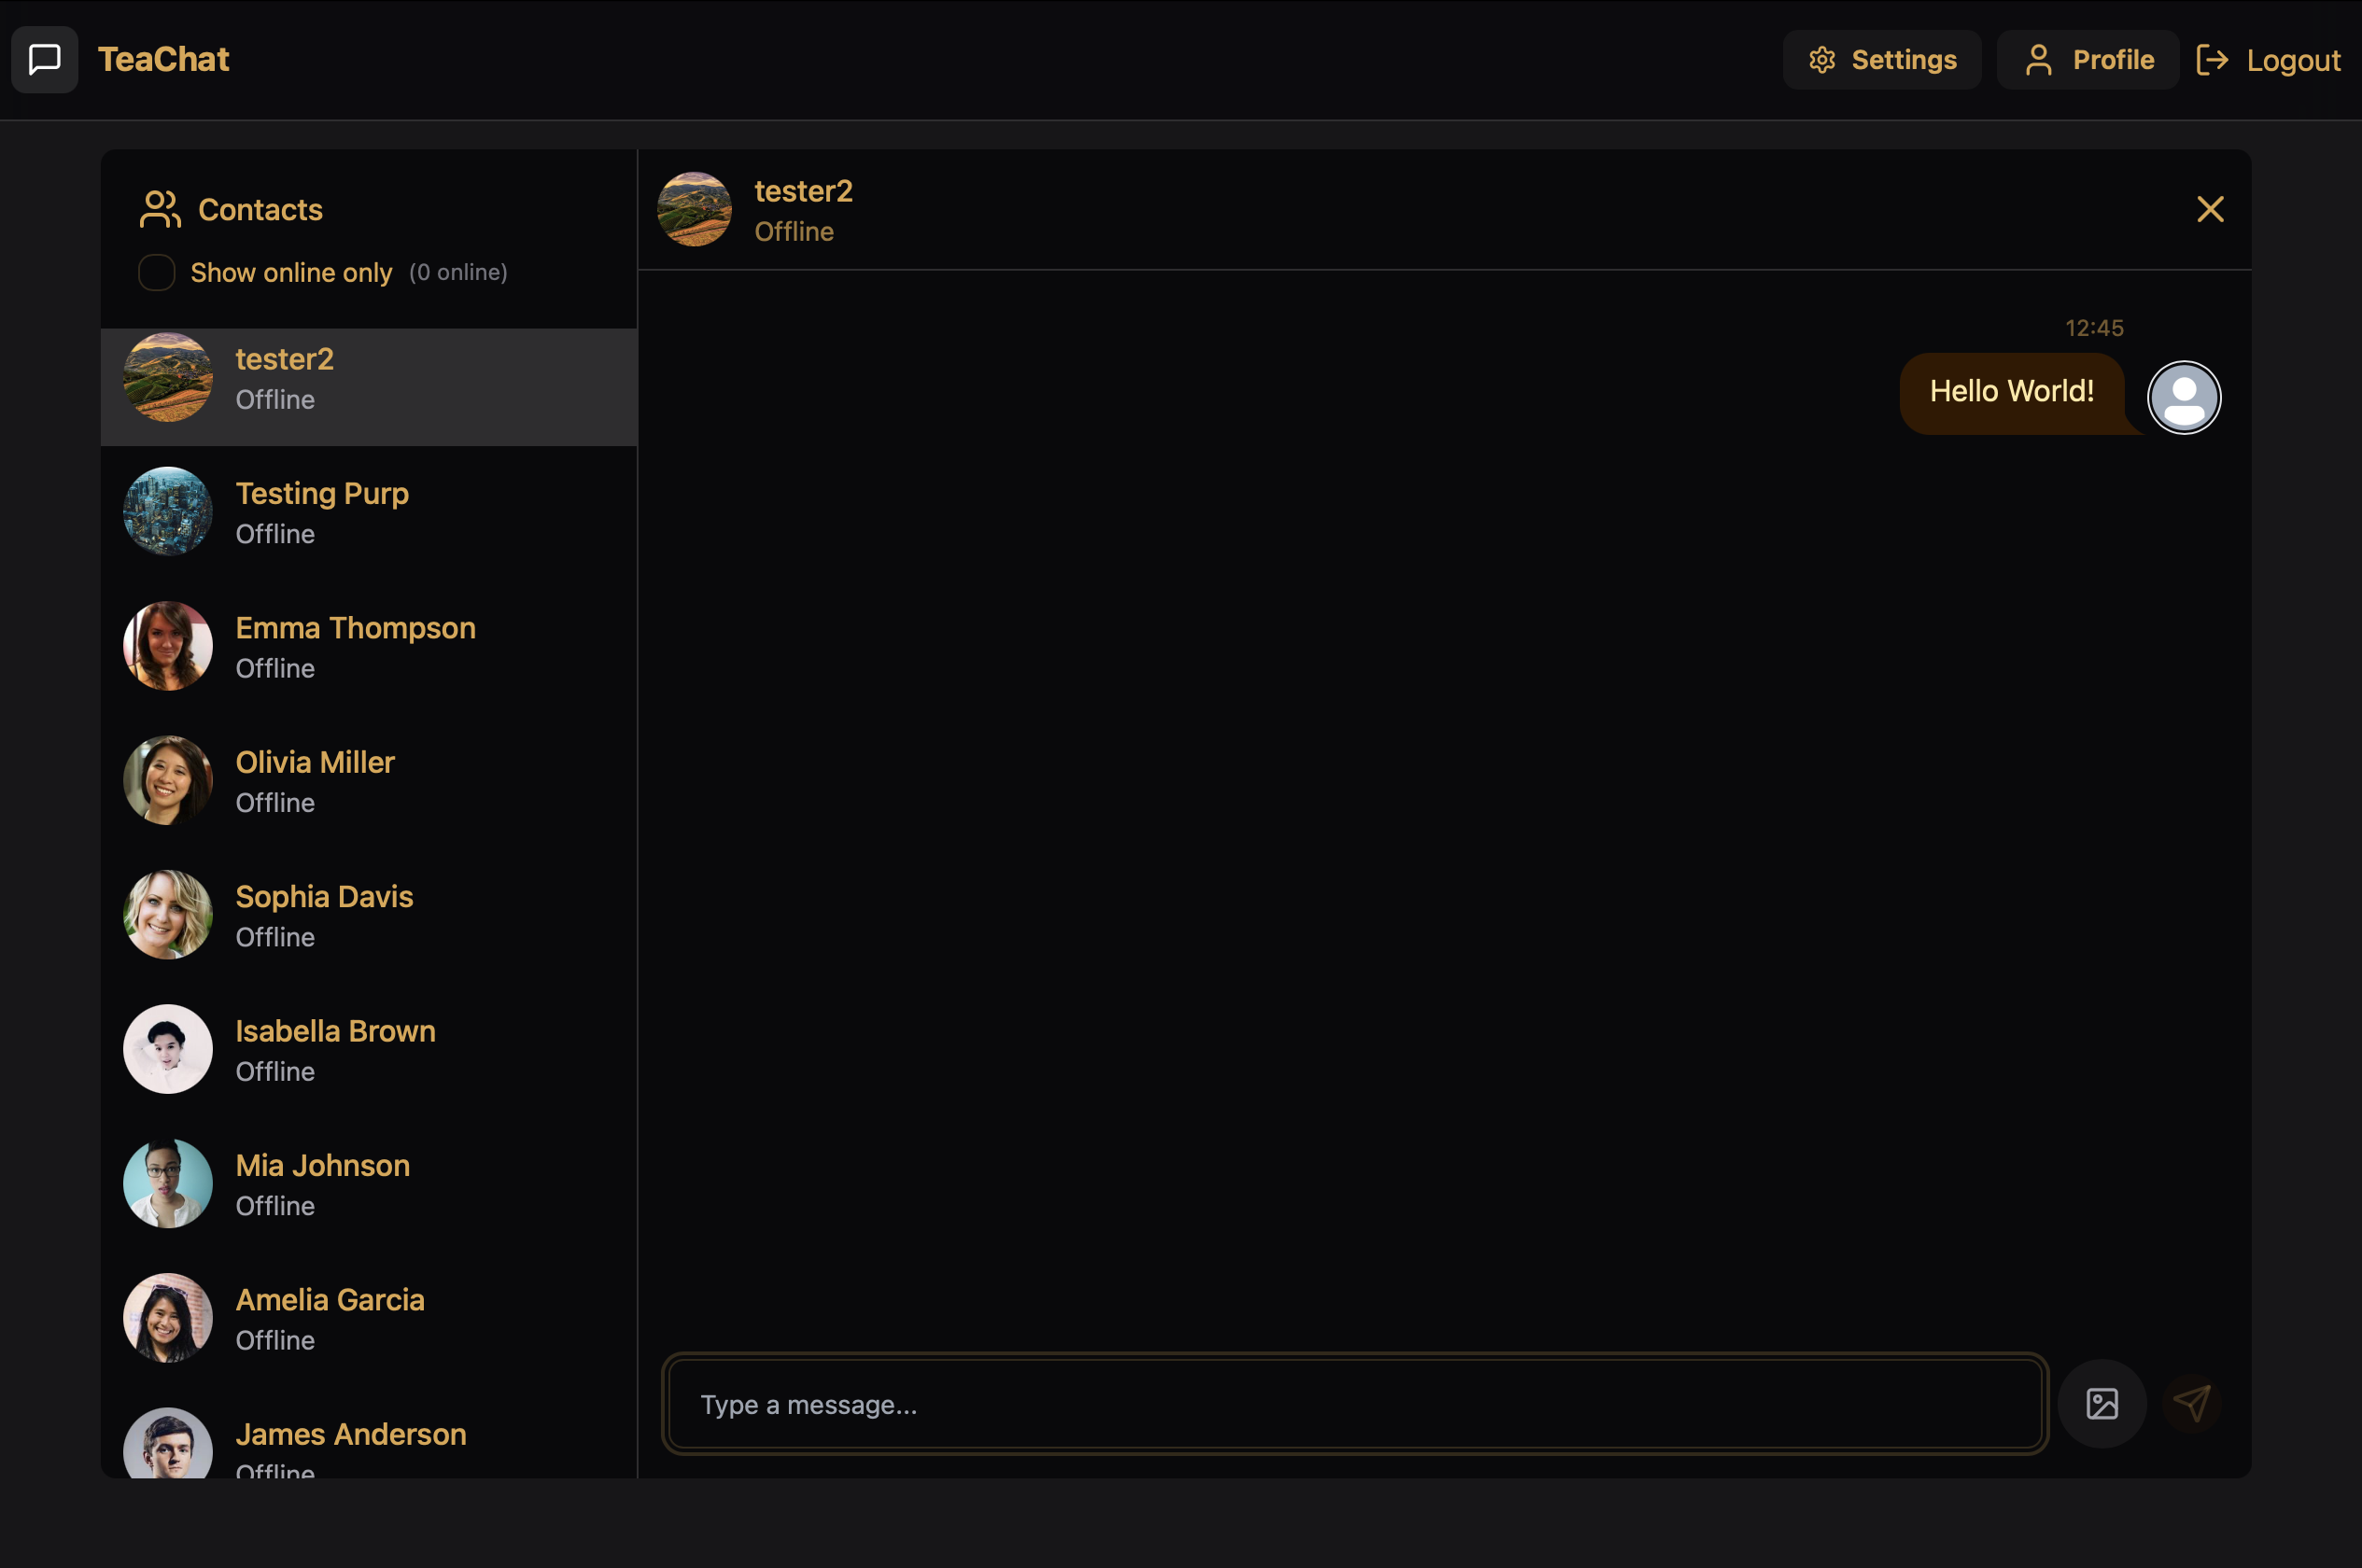 TeaChat
Settings
Profile
Logout
Contacts
Show online only (0 online)
tester2
Offline
Testing Purp
Offline
Emma Thompson
Offline
Olivia Miller
Offline
Sophia Davis
Offline
Isabella Brown
Offline
Mia Johnson
Offline
Amelia Garcia
Offline
James Anderson
Offline
tester2
Offline
12:45
Hello World!
Type a message...